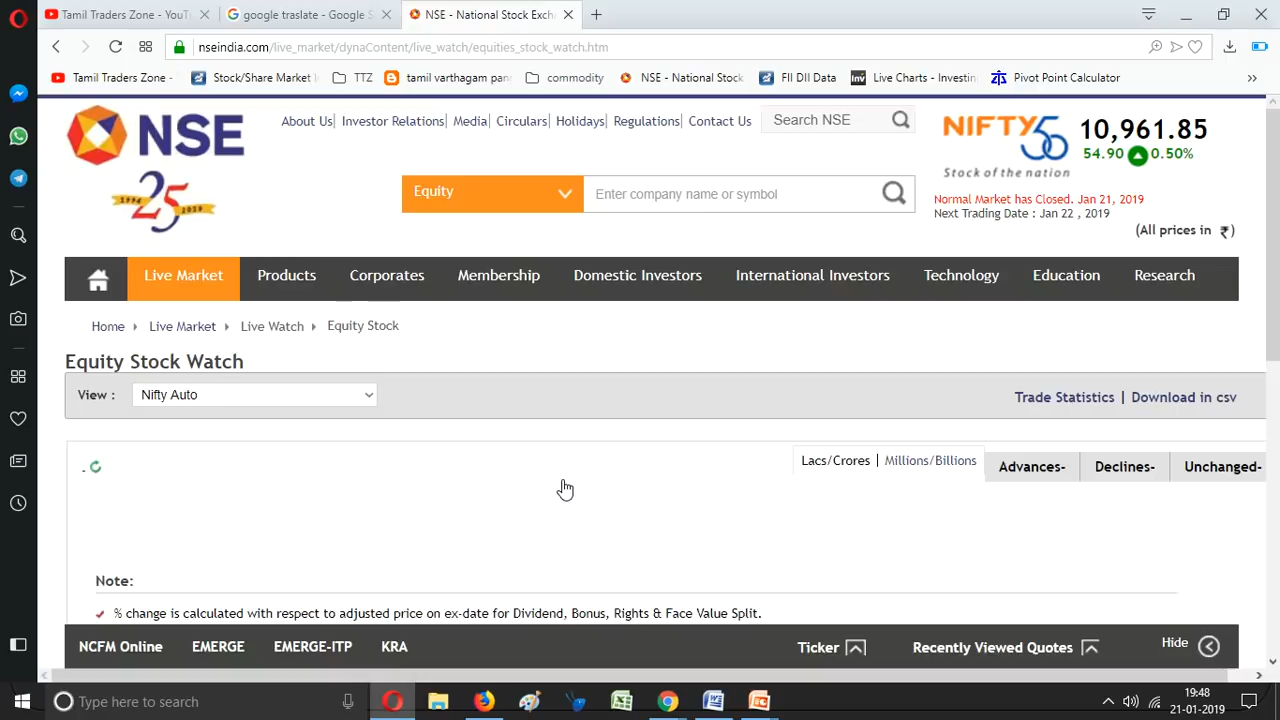 Tamil Traders Zone - YouT
google traslate - Google S
NSE - National Stock Exch
nseindia.com/live_market/dynaContent/live_watch/equities_stock_watch.htm
Tamil Traders Zone -
Stock/Share Market I
TTZ
tamil varthagam pan
commodity
NSE - National Stock
FII DII Data
Inv Live Charts - Investin
Pivot Point Calculator
NSE
1994 25 2019
About Us| Investor Relations| Media| Circulars| Holidays| Regulations| Contact Us
Search NSE
NIFTY50
Stock of the nation
10,961.85
54.90 0.50%
Equity
Enter company name or symbol
Normal Market has Closed. Jan 21, 2019
Next Trading Date : Jan 22 , 2019
(All prices in ₹)
Live Market
Products
Corporates
Membership
Domestic Investors
International Investors
Technology
Education
Research
Home
Live Market
Live Watch
Equity Stock
Equity Stock Watch
View :
Nifty Auto
Trade Statistics | Download in csv
Lacs/Crores | Millions/Billions
Advances-
Declines-
Unchanged-
Note:
% change is calculated with respect to adjusted price on ex-date for Dividend, Bonus, Rights & Face Value Split.
NCFM Online
EMERGE
EMERGE-ITP
KRA
Ticker
Recently Viewed Quotes
Hide
Type here to search
19:48
21-01-2019